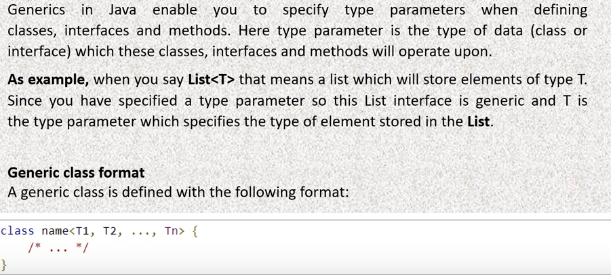 Generics in Java enable you to specify type parameters when defining
classes, interfaces and methods. Here type parameter is the type of data (class or
interface) which these classes, interfaces and methods will operate upon.
As example, when you say List<T> that means a list which will store elements of type T.
Since you have specified a type parameter so this List interface is generic and T is
the type parameter which specifies the type of element stored in the List.
Generic class format
A generic class is defined with the following format:
class name<T1, T2, ..., Tn> {
/* ... */
}